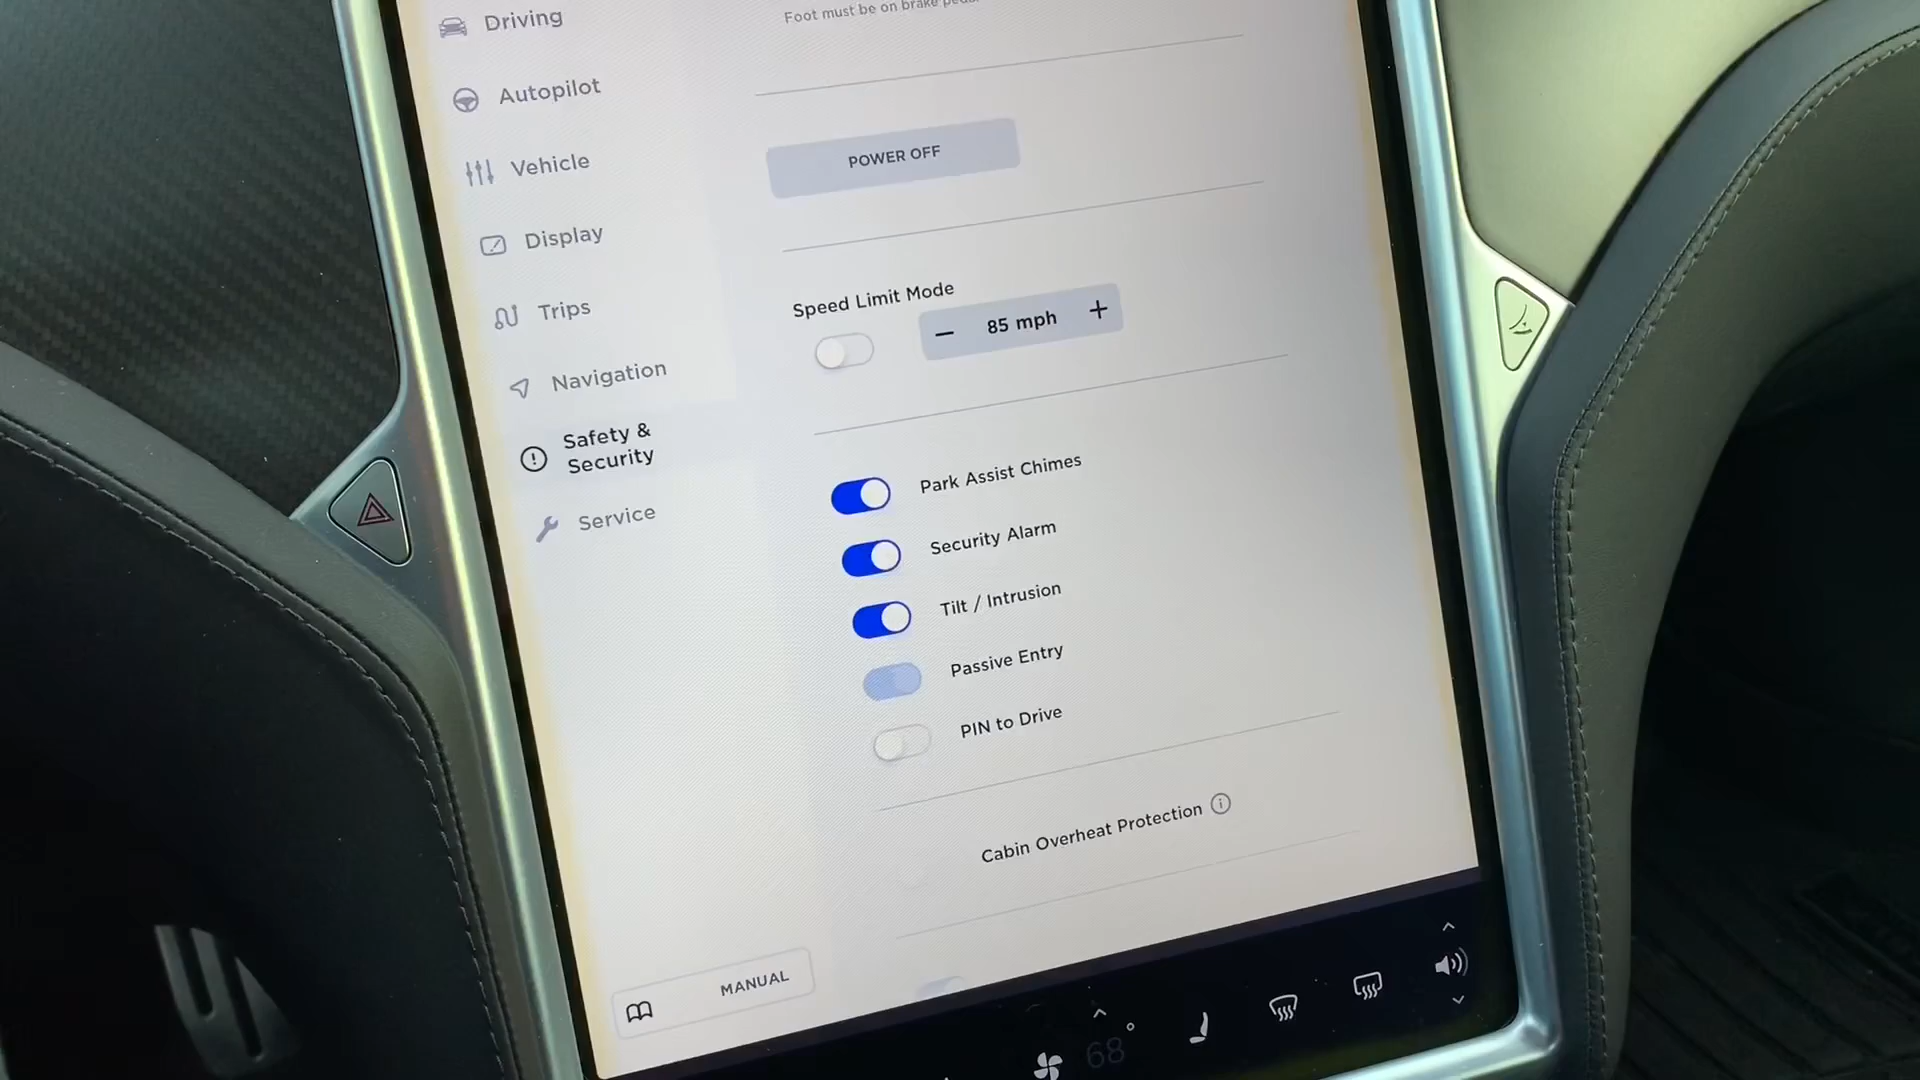 Driving
Foot must be on brake pedal
Autopilot
POWER OFF
Vehicle
Display
Speed Limit Mode
Trips
− 85 mph +
Navigation
Safety &
Security
Park Assist Chimes
Service
Security Alarm
Tilt / Intrusion
Passive Entry
PIN to Drive
Cabin Overheat Protection
MANUAL
68°